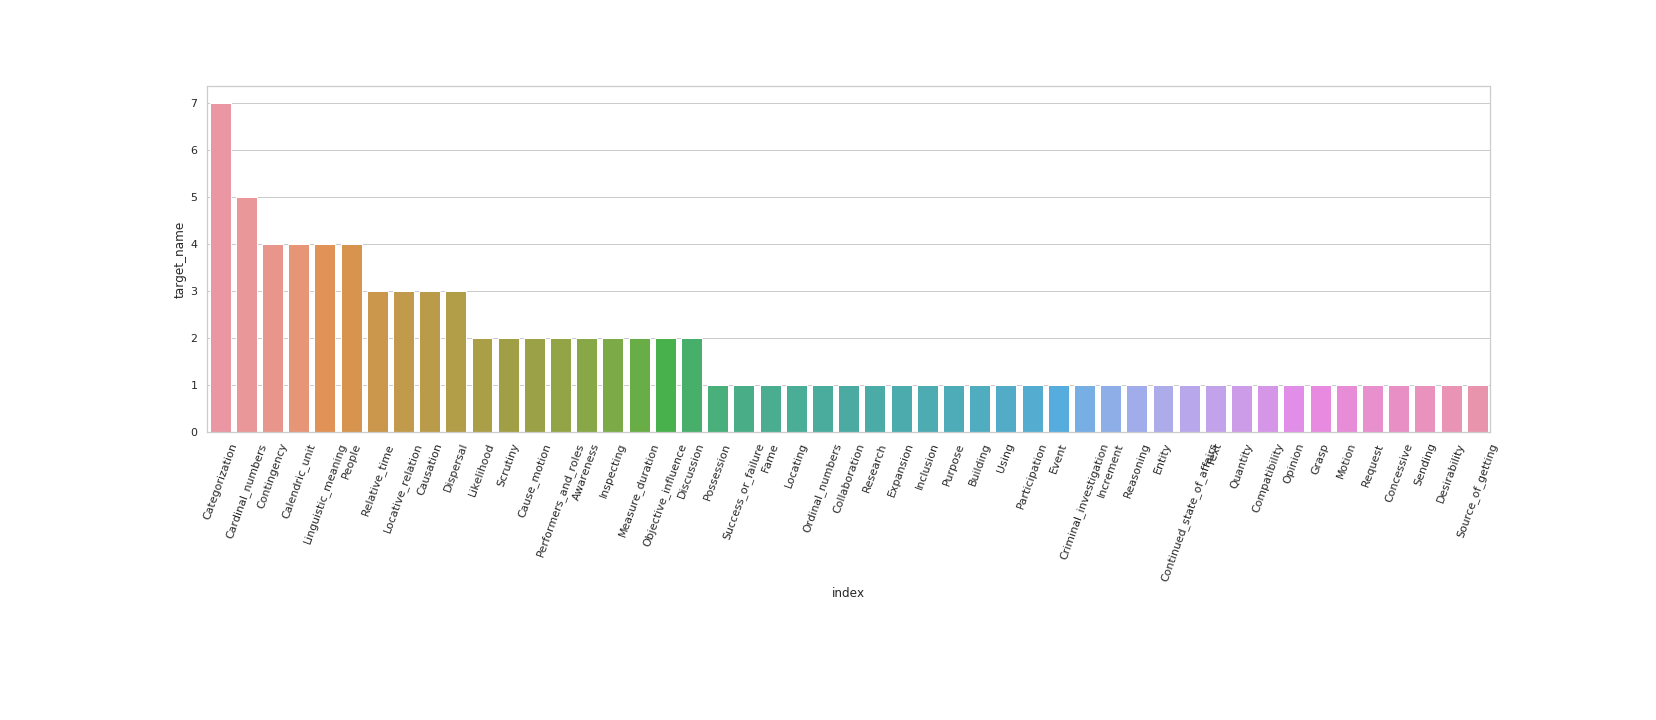 7
6
5
4
3
2
1
0
target_name
Categorization
Cardinal_numbers
Contingency
Calendric_unit
Linguistic_meaning
People
Relative_time
Locative_relation
Causation
Dispersal
Likelihood
Scrutiny
Cause_motion
Performers_and_roles
Awareness
Inspecting
Measure_duration
Objective_influence
Discussion
Possession
Success_or_failure
Fame
Locating
Ordinal_numbers
Collaboration
Research
Expansion
Inclusion
Purpose
Building
Using
Participation
Event
Criminal_investigation
Increment
Reasoning
Entity
Continued_state_of_affairs
Text
Quantity
Compatibility
Opinion
Grasp
Motion
Request
Concessive
Sending
Desirability
Source_of_getting
index